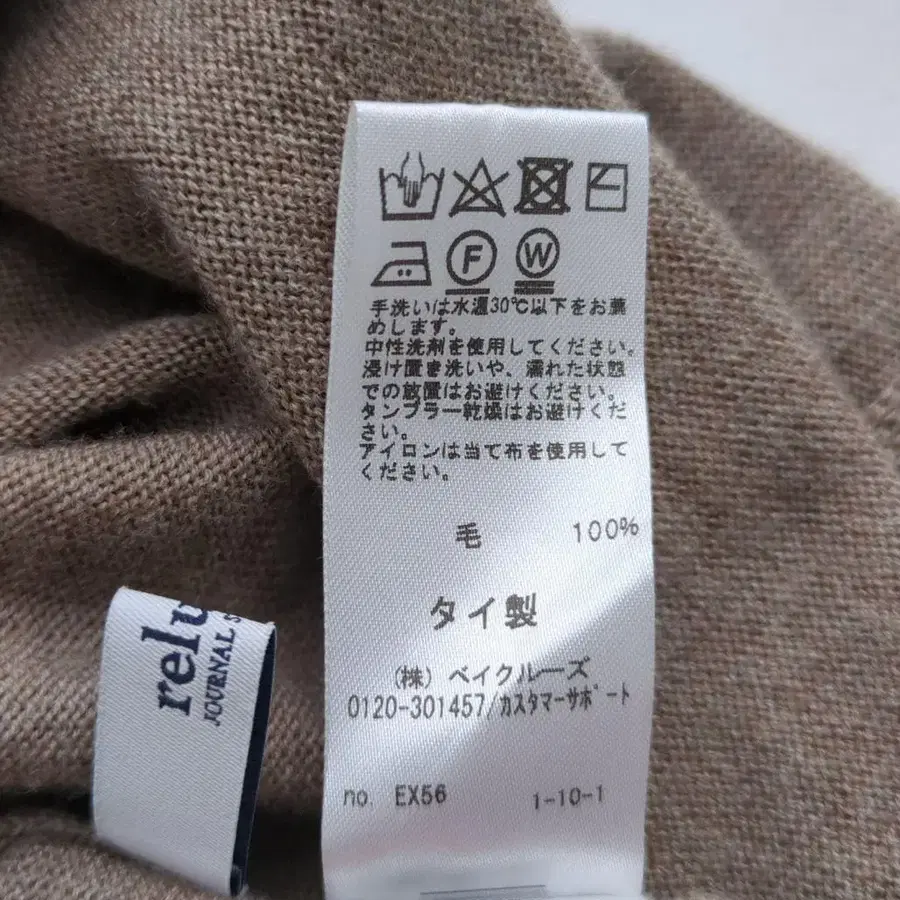 F W
手洗いは水温30℃以下をお薦
めします。
中性洗剤を使用してください。
浸け置き洗いや、濡れた状態
での放置はお避けください。
タンブラー乾燥はお避けくだ
さい。
アイロンは当て布を使用して
ください。
毛 100%
タイ製
(株) ベイクルーズ
0120-301457/カスタマーサポート
no. EX56 1-10-1
JOURNAL